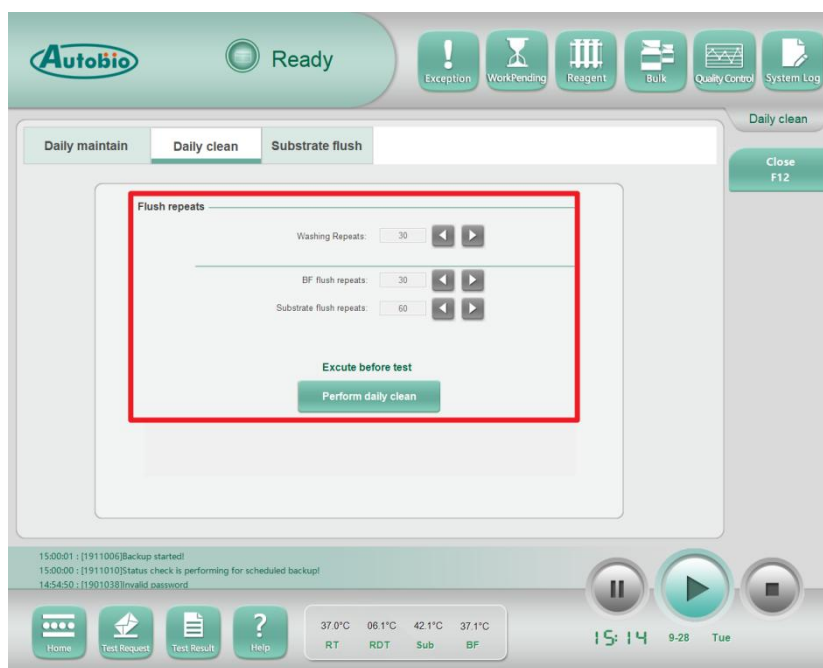 Autobio
Ready
Exception
WorkPending
Reagent
Bulk
Quality Control
System Log
Daily clean
Daily maintain
Daily clean
Substrate flush
Close
F12
Flush repeats
Washing Repeats: 30
BF flush repeats: 30
Substrate flush repeats: 60
Excute before test
Perform daily clean
15:00:01 : [1911006]Backup started!
15:00:00 : [1911010]Status check is performing for scheduled backup!
14:54:50 : [1901038]Invalid password
Home
Test Request
Test Result
?
Help
37.0°C 06.1°C 42.1°C 37.1°C
RT RDT Sub BF
15:14 9-28 Tue